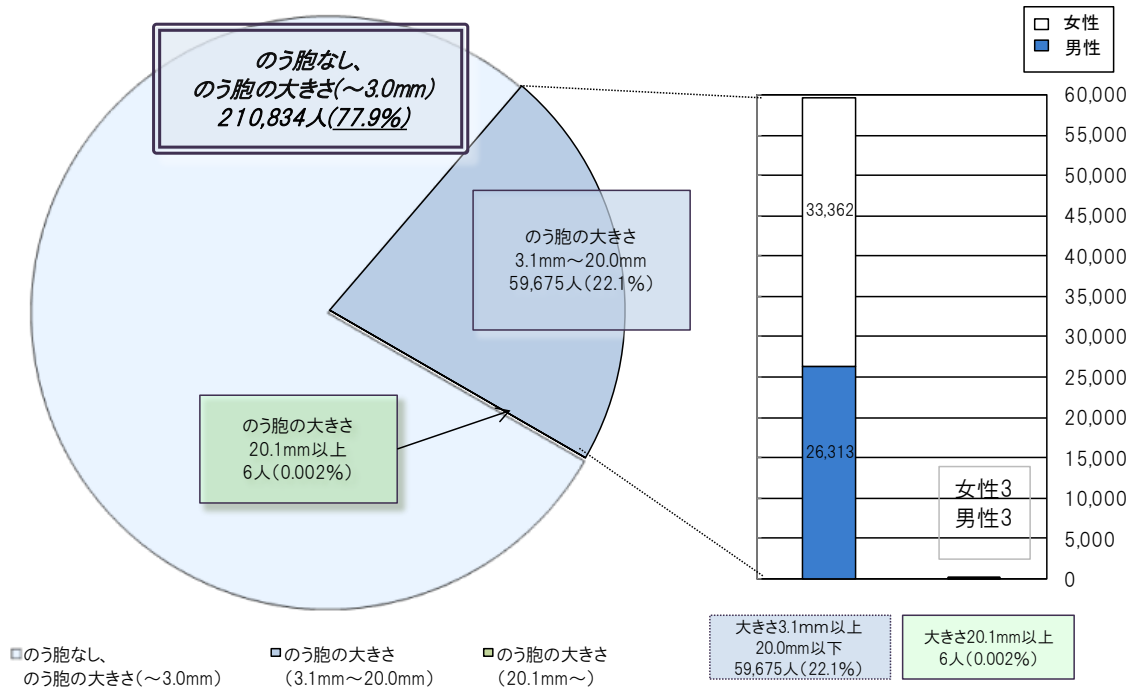 のう胞なし、
のう胞の大きさ(～3.0mm)
210,834人(77.9%)
のう胞の大きさ
3.1mm～20.0mm
59,675人(22.1%)
のう胞の大きさ
20.1mm以上
6人(0.002%)
□のう胞なし、
のう胞の大きさ(～3.0mm)
■のう胞の大きさ
(3.1mm～20.0mm)
■のう胞の大きさ
(20.1mm～)
□ 女性
■ 男性
60,000
55,000
50,000
45,000
40,000
35,000
30,000
25,000
20,000
15,000
10,000
5,000
0
33,362
26,313
女性3
男性3
大きさ3.1mm以上
20.0mm以下
59,675人(22.1%)
大きさ20.1mm以上
6人(0.002%)